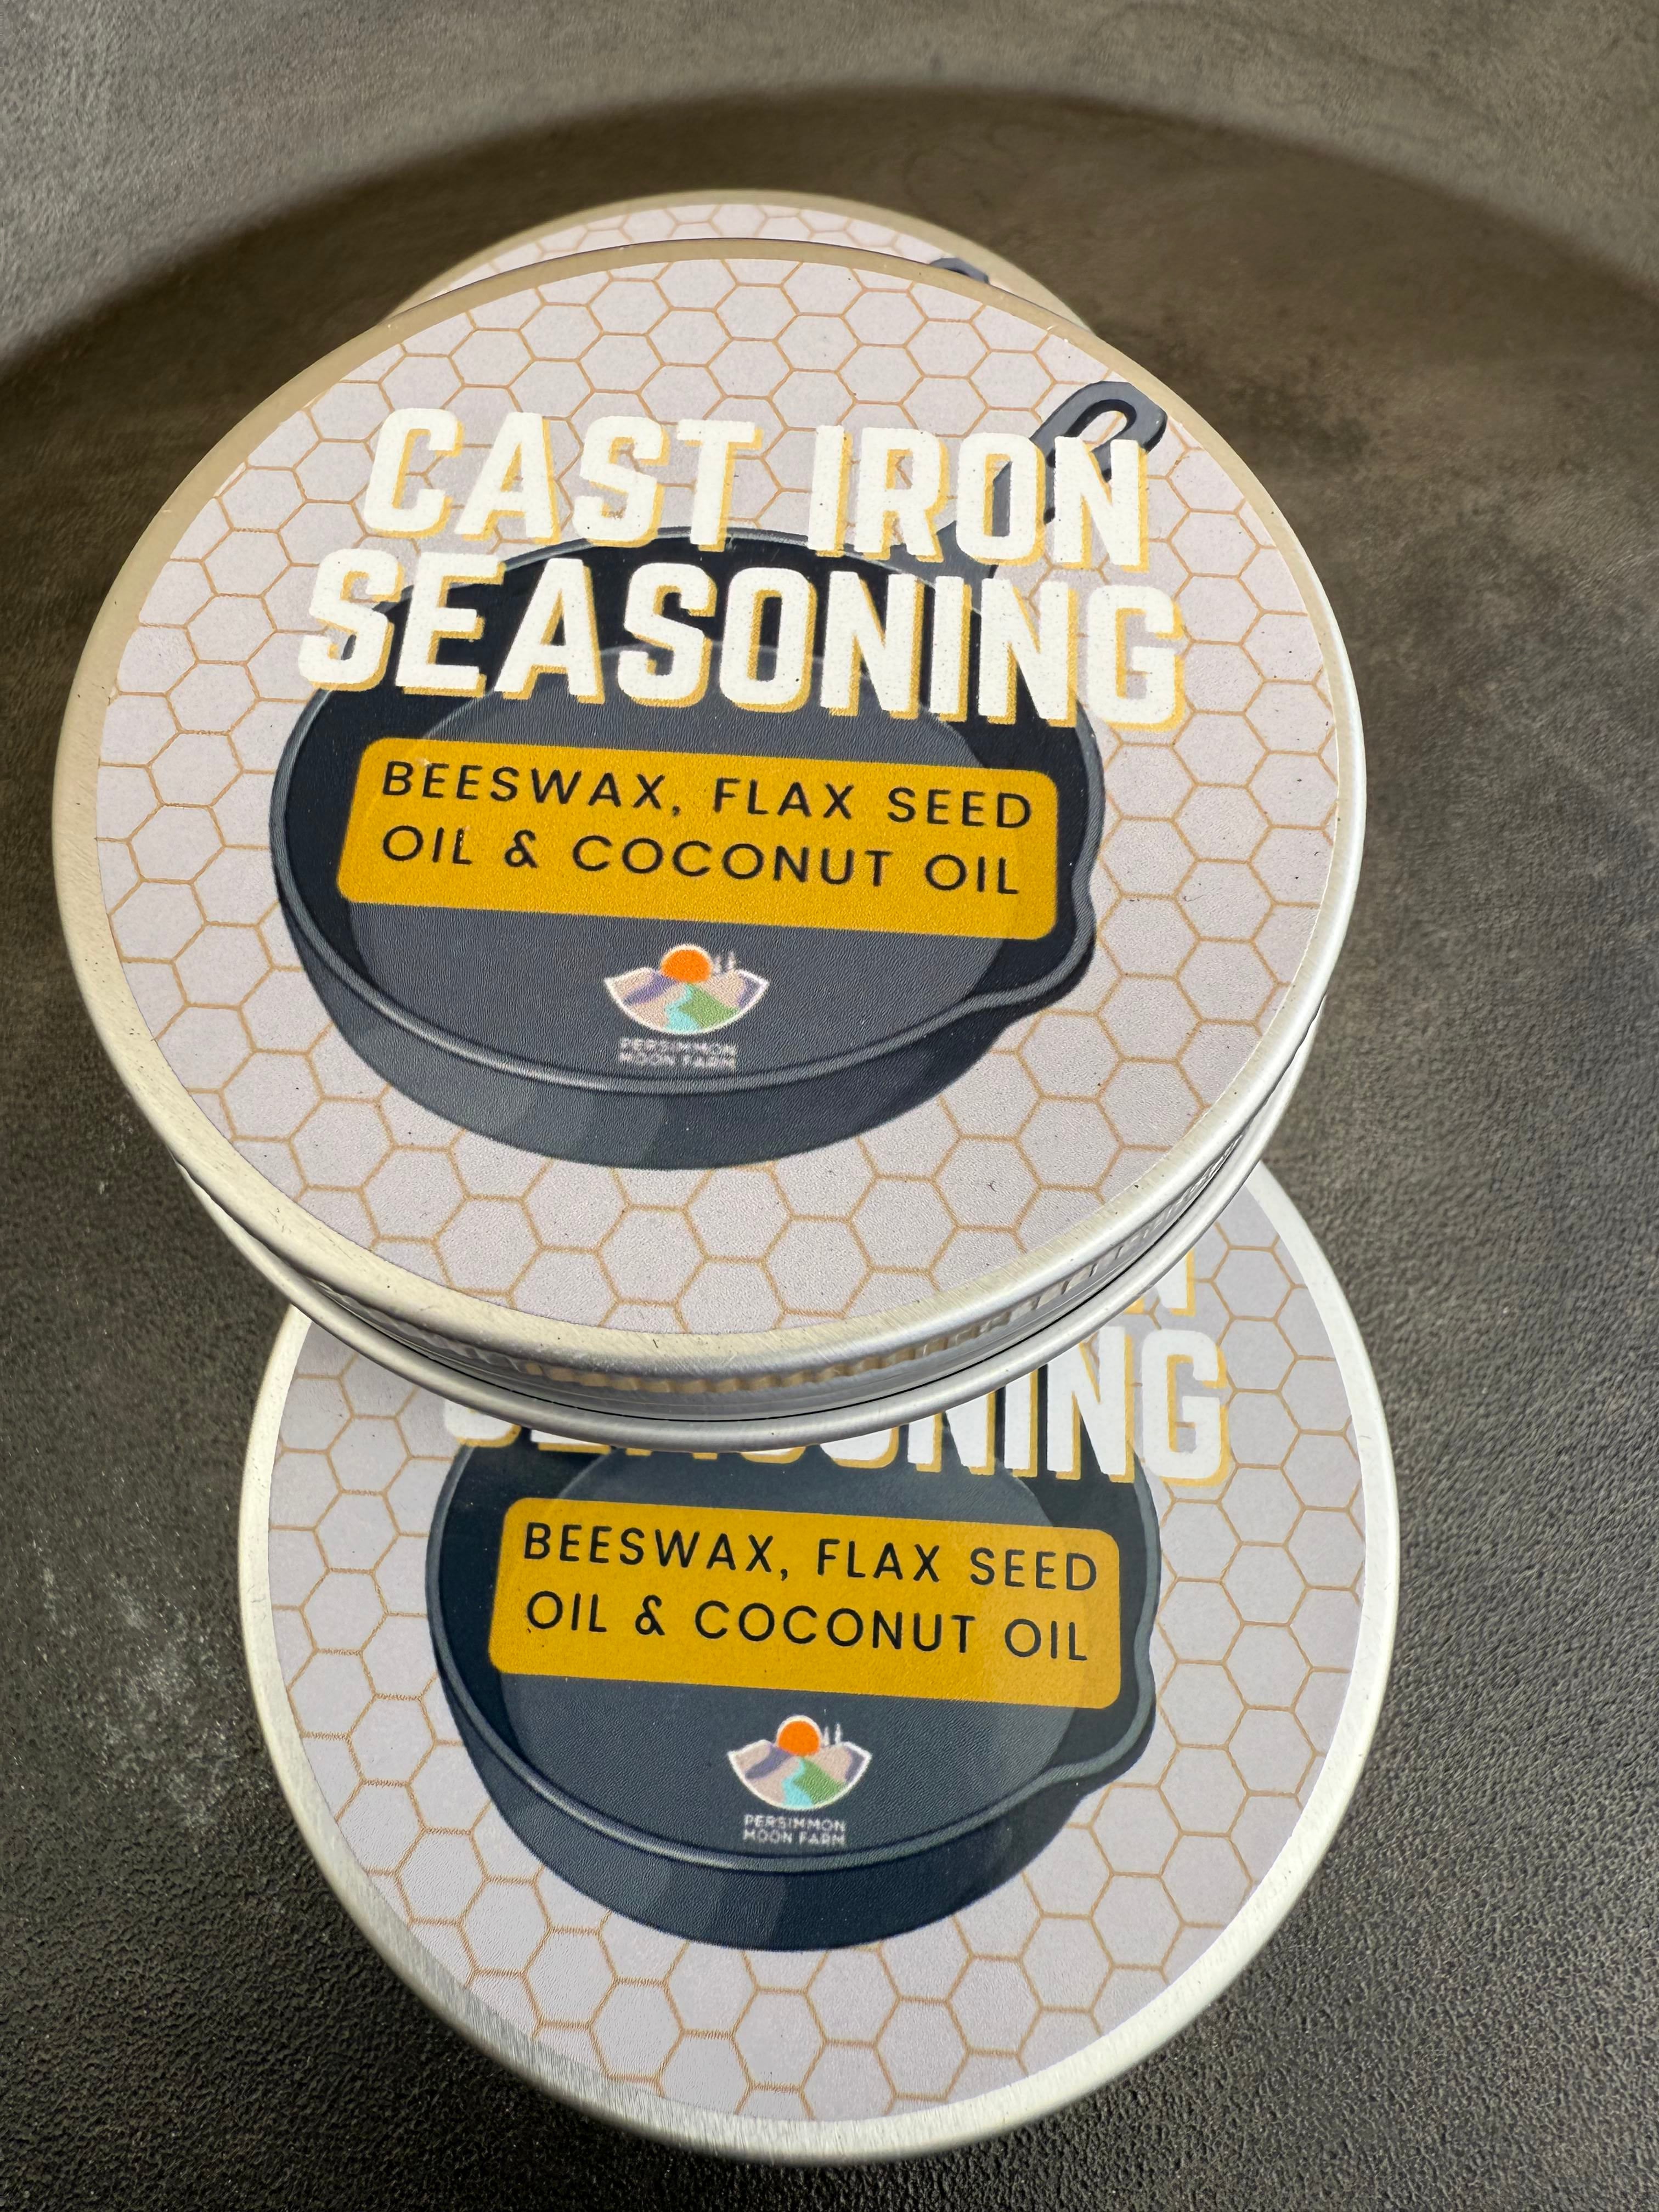 CAST IRON
SEASONING
BEESWAX, FLAX SEED
OIL & COCONUT OIL
PERSIMMON
MOON FARM
SEASONING
BEESWAX, FLAX SEED
OIL & COCONUT OIL
PERSIMMON
MOON FARM